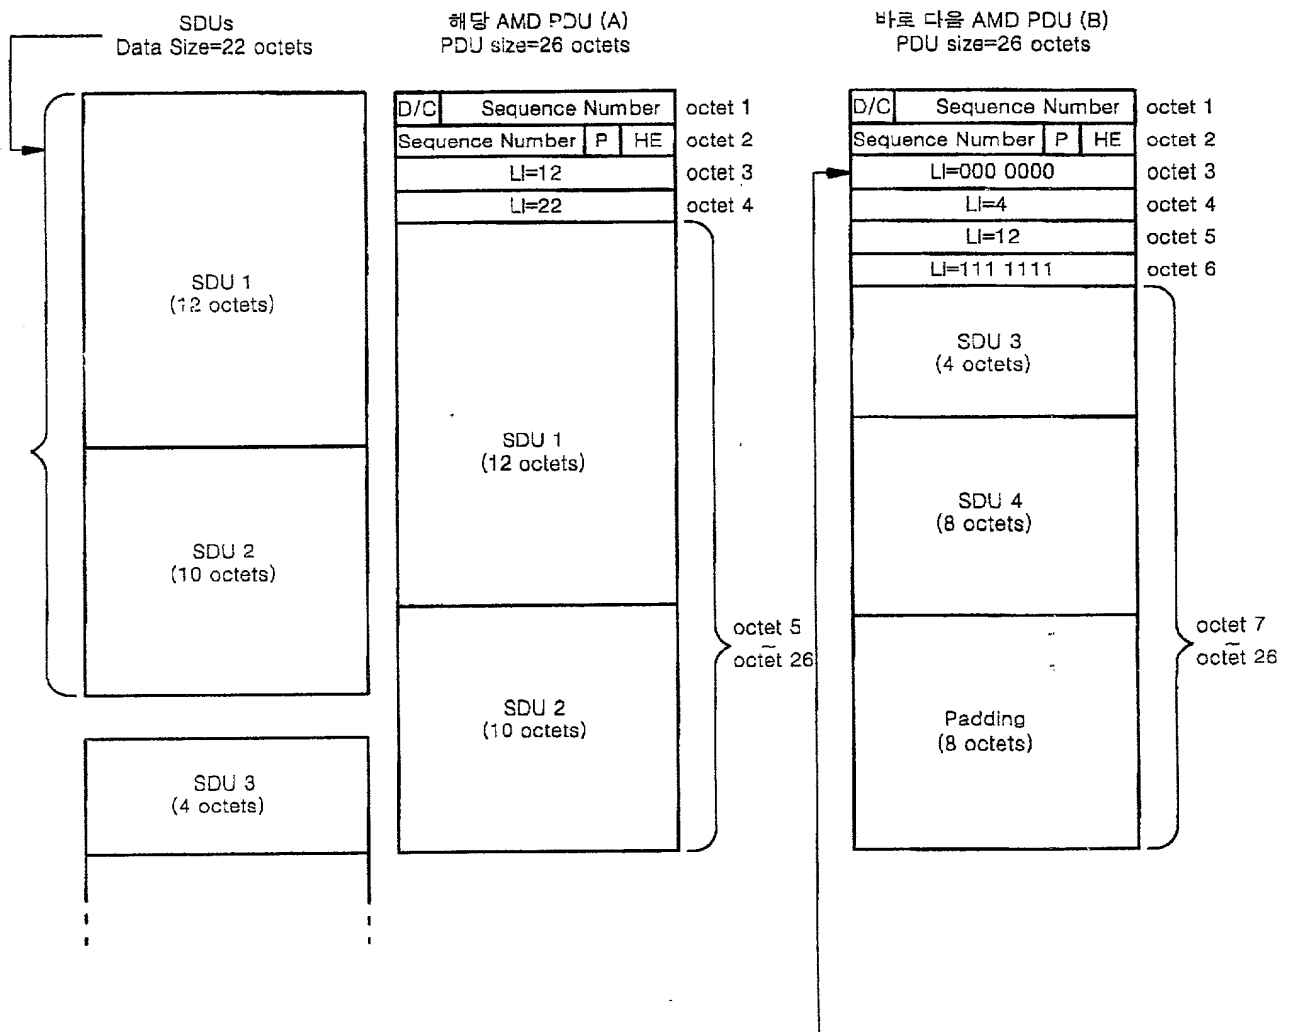 SDUs
Data Size=22 octets
SDU 1
(12 octets)
SDU 2
(10 octets)
SDU 3
(4 octets)
해당 AMD PDU (A)
PDU size=26 octets
D/C Sequence Number octet 1
Sequence Number P HE octet 2
LI=12 octet 3
LI=22 octet 4
SDU 1
(12 octets)
SDU 2
(10 octets)
octet 5
~
octet 26
바로 다음 AMD PDU (B)
PDU size=26 octets
D/C Sequence Number octet 1
Sequence Number P HE octet 2
LI=000 0000 octet 3
LI=4 octet 4
LI=12 octet 5
LI=111 1111 octet 6
SDU 3
(4 octets)
SDU 4
(8 octets)
Padding
(8 octets)
octet 7
~
octet 26